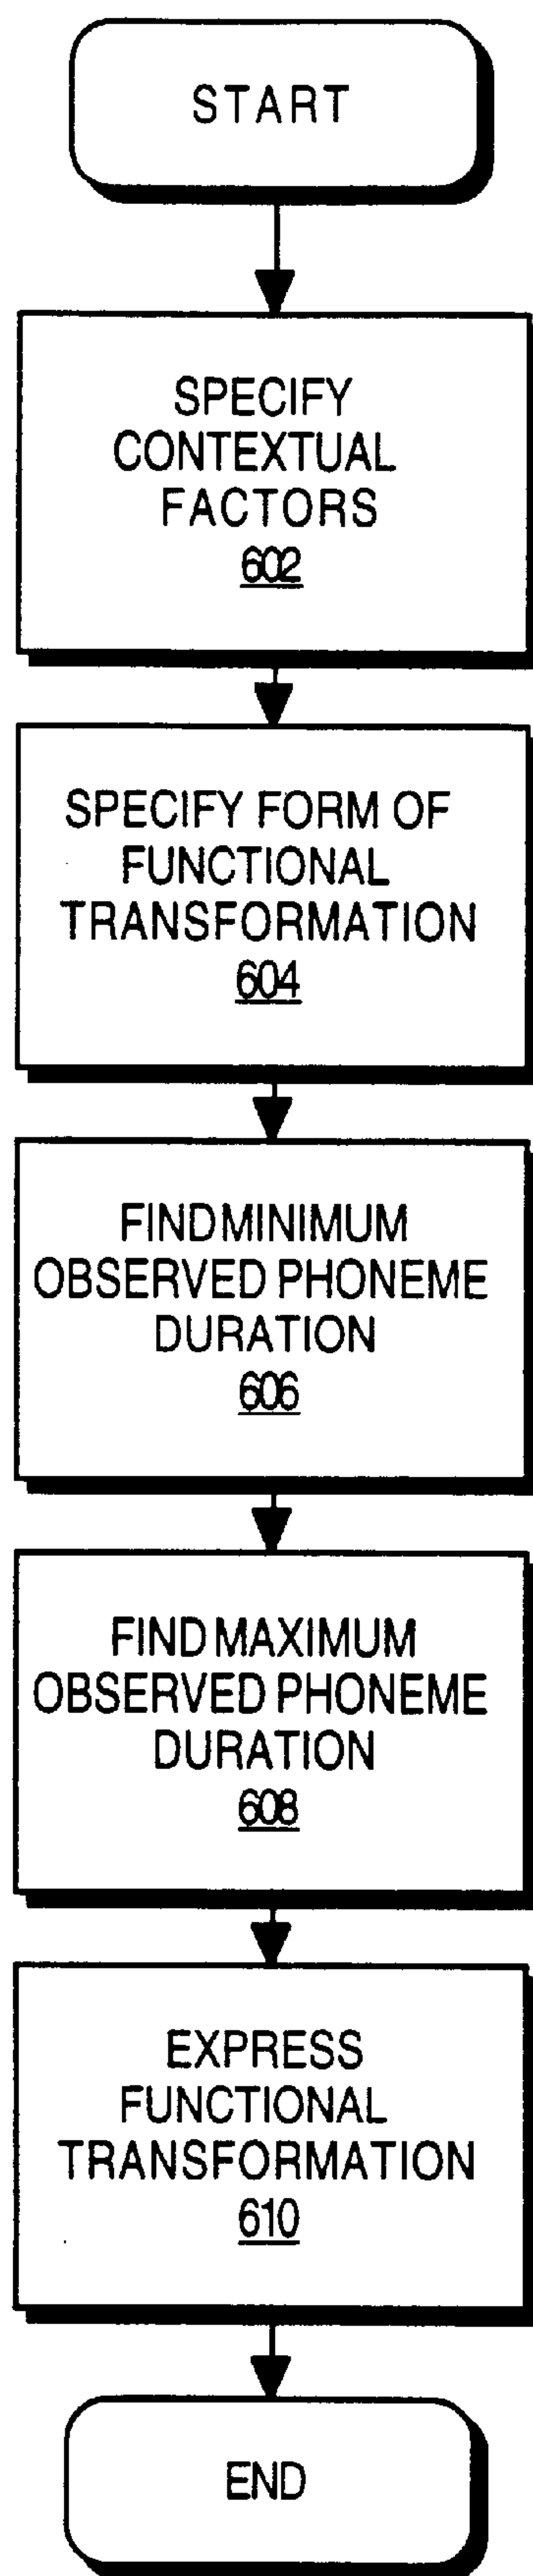 START
SPECIFY
CONTEXTUAL
FACTORS
602
SPECIFY FORM OF
FUNCTIONAL
TRANSFORMATION
604
FIND MINIMUM
OBSERVED PHONEME
DURATION
606
FIND MAXIMUM
OBSERVED PHONEME
DURATION
608
EXPRESS
FUNCTIONAL
TRANSFORMATION
610
END